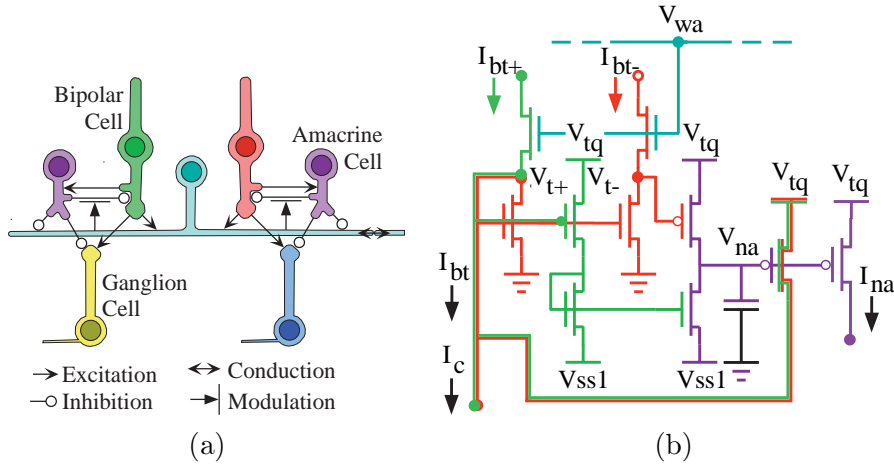 Bipolar
Cell
Amacrine
Cell
Ganglion
Cell
Excitation
Conduction
Inhibition
Modulation
(a)
V_wa
I_bt+
I_bt-
V_tq
V_tq
V_t+
V_t-
V_tq
V_tq
V_na
I_bt
I_na
I_c
Vss1
Vss1
(b)